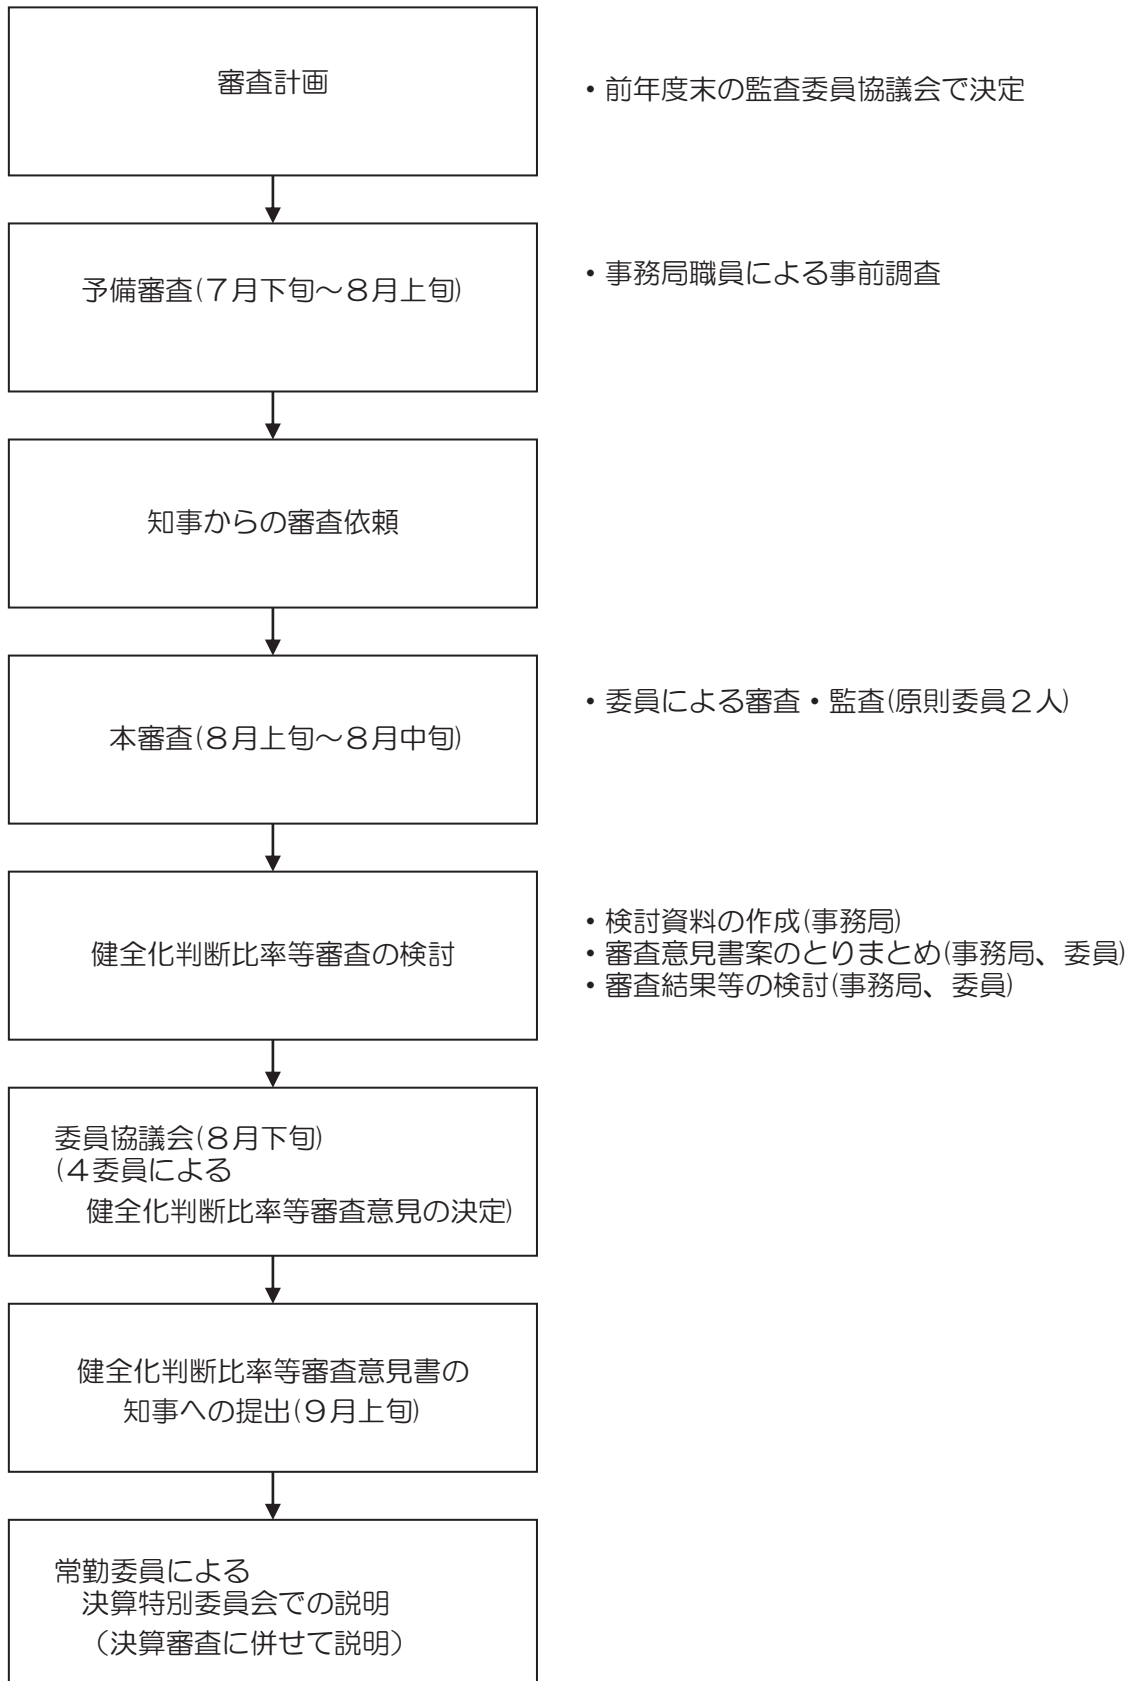 審査計画
・前年度末の監査委員協議会で決定
予備審査(７月下旬～８月上旬)
・事務局職員による事前調査
知事からの審査依頼
本審査(８月上旬～８月中旬)
・委員による審査・監査(原則委員２人)
健全化判断比率等審査の検討
・検討資料の作成(事務局)
・審査意見書案のとりまとめ(事務局、委員)
・審査結果等の検討(事務局、委員)
委員協議会(８月下旬)
(４委員による
健全化判断比率等審査意見の決定)
健全化判断比率等審査意見書の
知事への提出(９月上旬)
常勤委員による
決算特別委員会での説明
（決算審査に併せて説明）